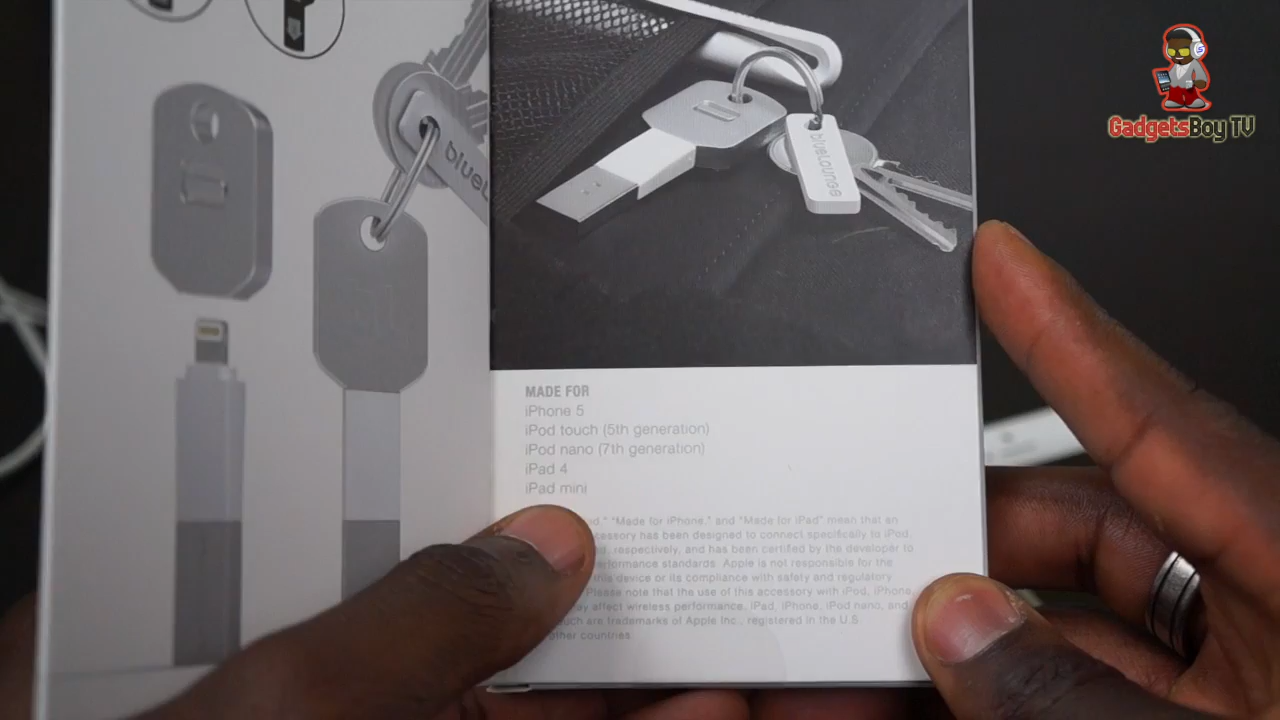 GadgetsBoy TV
blueL
blueLounge
MADE FOR
iPhone 5
iPod touch (5th generation)
iPod nano (7th generation)
iPad 4
iPad mini
"Made for iPhone," and "Made for iPad" mean that an
has been designed to connect specifically to iPod,
respectively, and has been certified by the developer to
performance standards. Apple is not responsible for the
this device or its compliance with safety and regulatory
Please note that the use of this accessory with iPod, iPhone,
may affect wireless performance. iPad, iPhone, iPod nano, and
are trademarks of Apple Inc., registered in the U.S
other countries